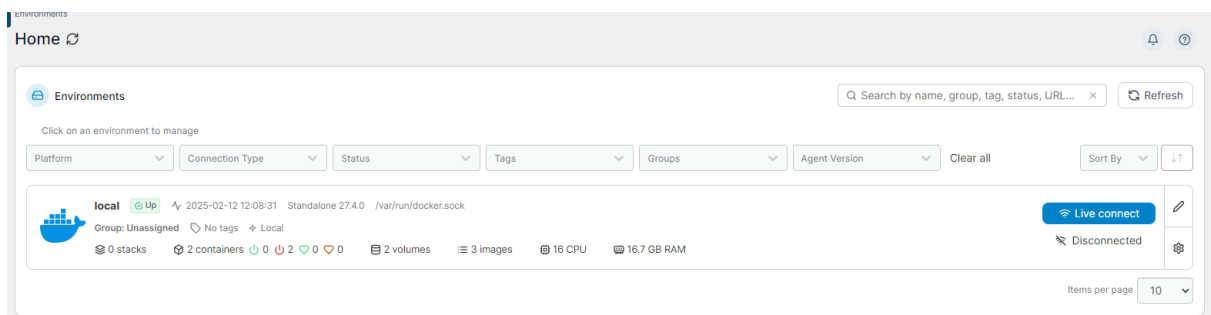 Environments
Home
Environments
Search by name, group, tag, status, URL...
Refresh
Click on an environment to manage
Platform
Connection Type
Status
Tags
Groups
Agent Version
Clear all
Sort By
local Up 2025-02-12 12:08:31 Standalone 27.4.0 /var/run/docker.sock
Group: Unassigned No tags Local
0 stacks 2 containers 0 2 0 0 2 volumes 3 images 16 CPU 16.7 GB RAM
Live connect
Disconnected
Items per page 10